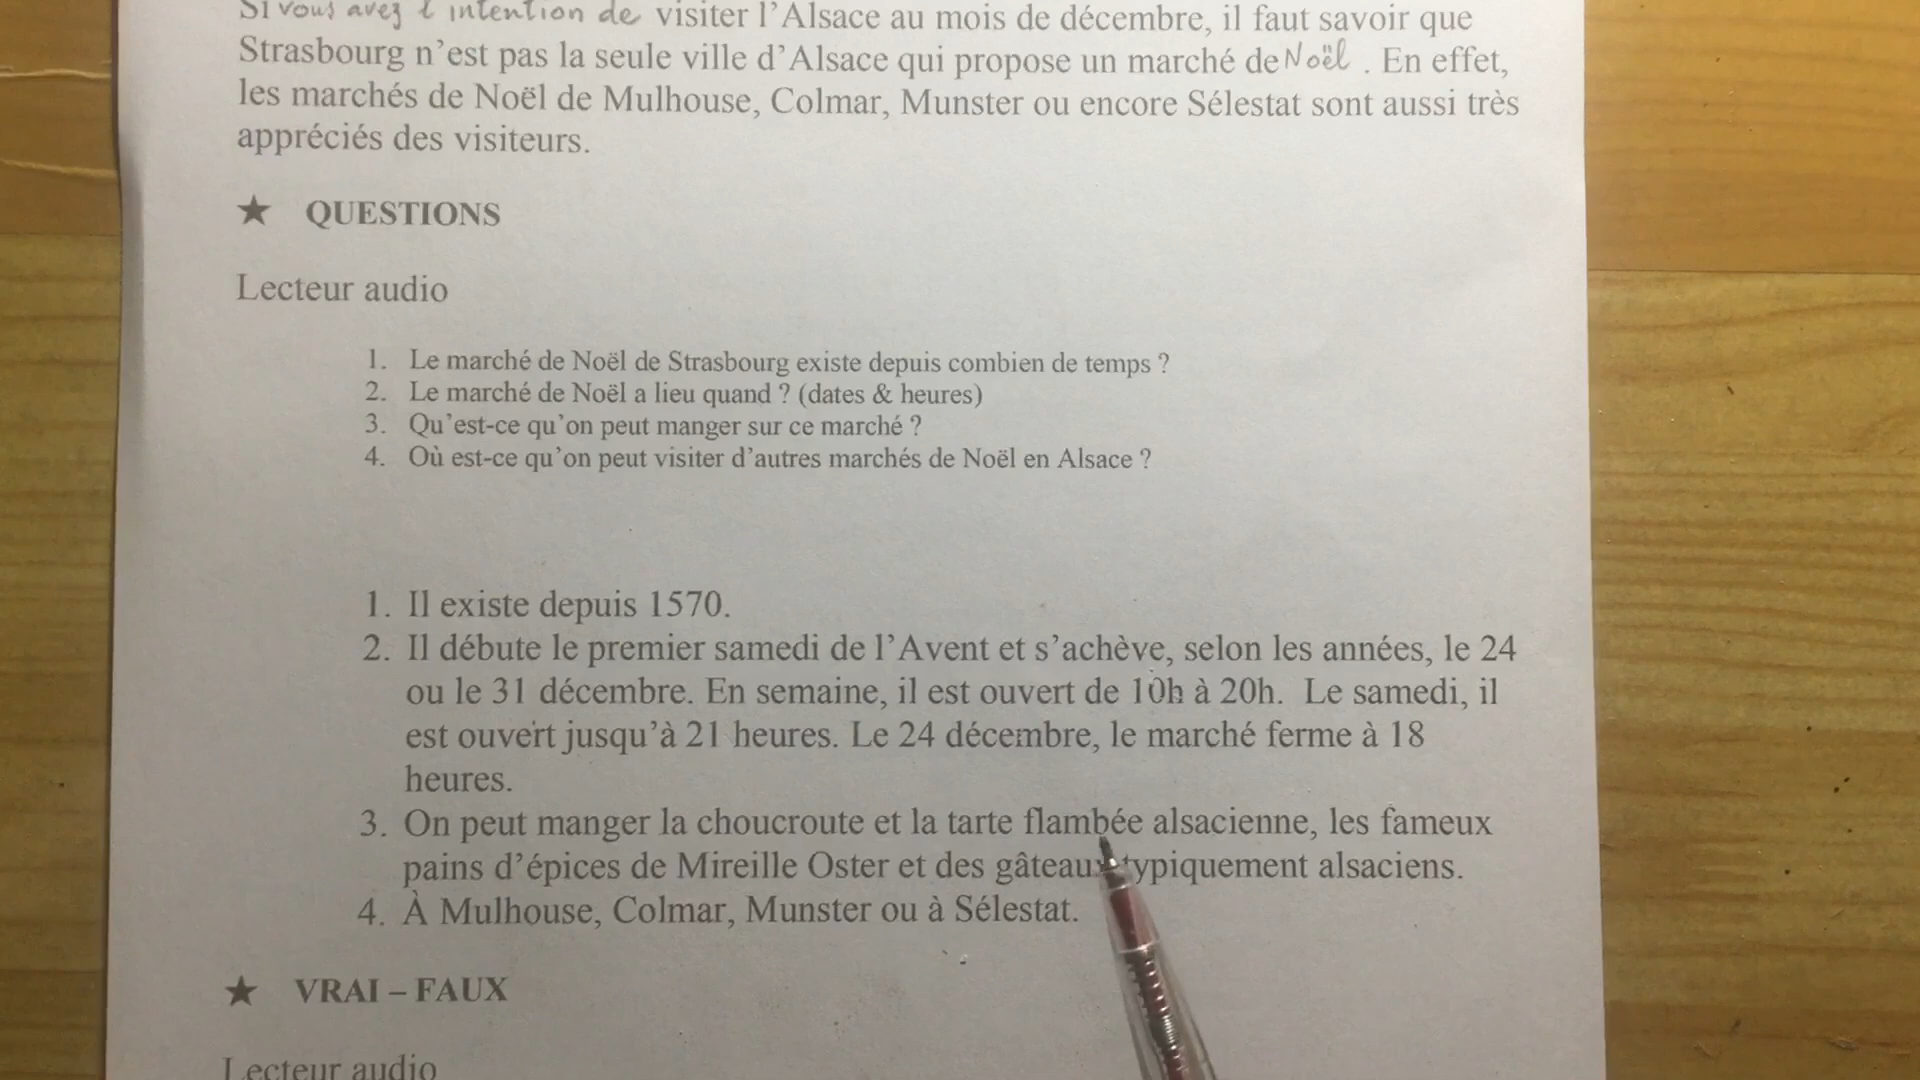 Si vous avez l'intention de visiter l'Alsace au mois de décembre, il faut savoir que
Strasbourg n'est pas la seule ville d'Alsace qui propose un marché de Noël. En effet,
les marchés de Noël de Mulhouse, Colmar, Munster ou encore Sélestat sont aussi très
appréciés des visiteurs.
★ QUESTIONS
Lecteur audio
1. Le marché de Noël de Strasbourg existe depuis combien de temps ?
2. Le marché de Noël a lieu quand ? (dates & heures)
3. Qu'est-ce qu'on peut manger sur ce marché ?
4. Où est-ce qu'on peut visiter d'autres marchés de Noël en Alsace ?
1. Il existe depuis 1570.
2. Il débute le premier samedi de l'Avent et s'achève, selon les années, le 24
ou le 31 décembre. En semaine, il est ouvert de 10h à 20h. Le samedi, il
est ouvert jusqu'à 21 heures. Le 24 décembre, le marché ferme à 18
heures.
3. On peut manger la choucroute et la tarte flambée alsacienne, les fameux
pains d'épices de Mireille Oster et des gâteaux typiquement alsaciens.
4. À Mulhouse, Colmar, Munster ou à Sélestat.
★ VRAI – FAUX
Lecteur audio